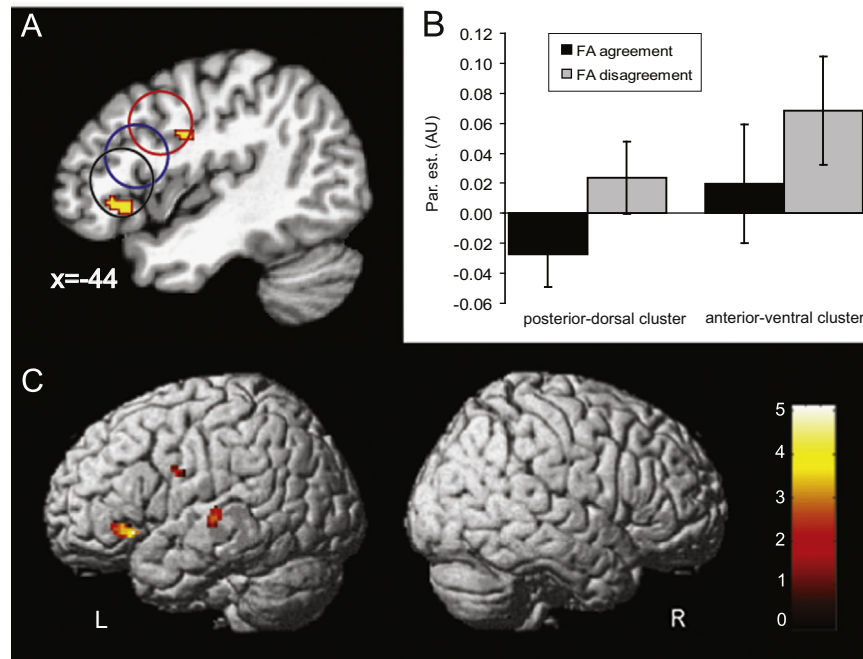 A
x=-44
B
0.12
0.10
0.08
0.06
0.04
0.02
0.00
-0.02
-0.04
-0.06
Par. est. (AU)
FA agreement
FA disagreement
posterior-dorsal cluster
anterior-ventral cluster
C
L
R
5
4
3
2
1
0